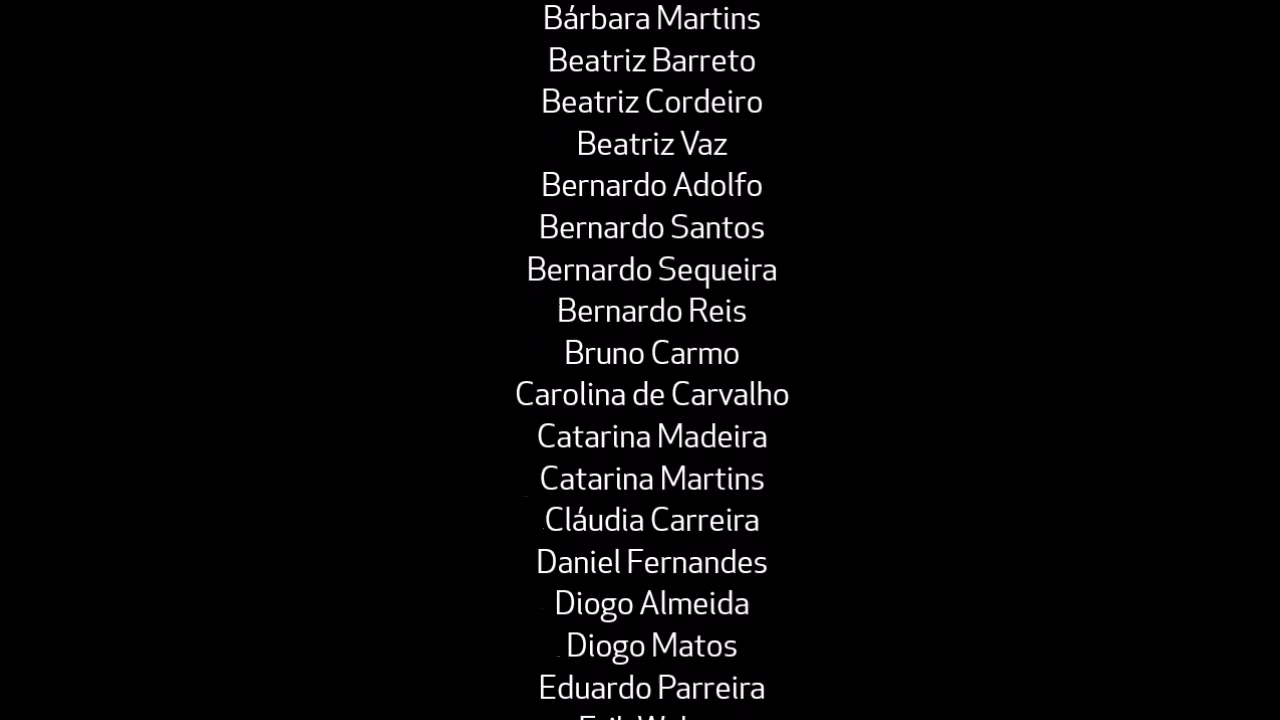 Bárbara Martins
Beatriz Barreto
Beatriz Cordeiro
Beatriz Vaz
Bernardo Adolfo
Bernardo Santos
Bernardo Sequeira
Bernardo Reis
Bruno Carmo
Carolina de Carvalho
Catarina Madeira
Catarina Martins
Cláudia Carreira
Daniel Fernandes
Diogo Almeida
Diogo Matos
Eduardo Parreira